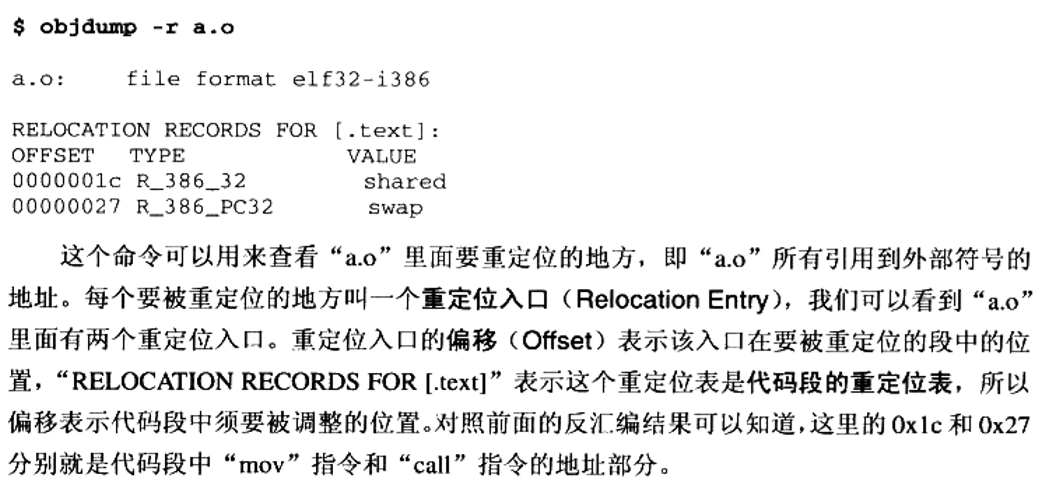 $ objdump -r a.o
a.o:     file format elf32-i386
RELOCATION RECORDS FOR [.text]:
OFFSET   TYPE              VALUE
0000001c R_386_32          shared
00000027 R_386_PC32        swap
这个命令可以用来查看“a.o”里面要重定位的地方，即“a.o”所有引用到外部符号的
地址。每个要被重定位的地方叫一个重定位入口（Relocation Entry），我们可以看到“a.o”
里面有两个重定位入口。重定位入口的偏移（Offset）表示该入口在要被重定位的段中的位
置，“RELOCATION RECORDS FOR [.text]”表示这个重定位表是代码段的重定位表，所以
偏移表示代码段中须要被调整的位置。对照前面的反汇编结果可以知道，这里的 0x1c 和 0x27
分别就是代码段中“mov”指令和“call”指令的地址部分。